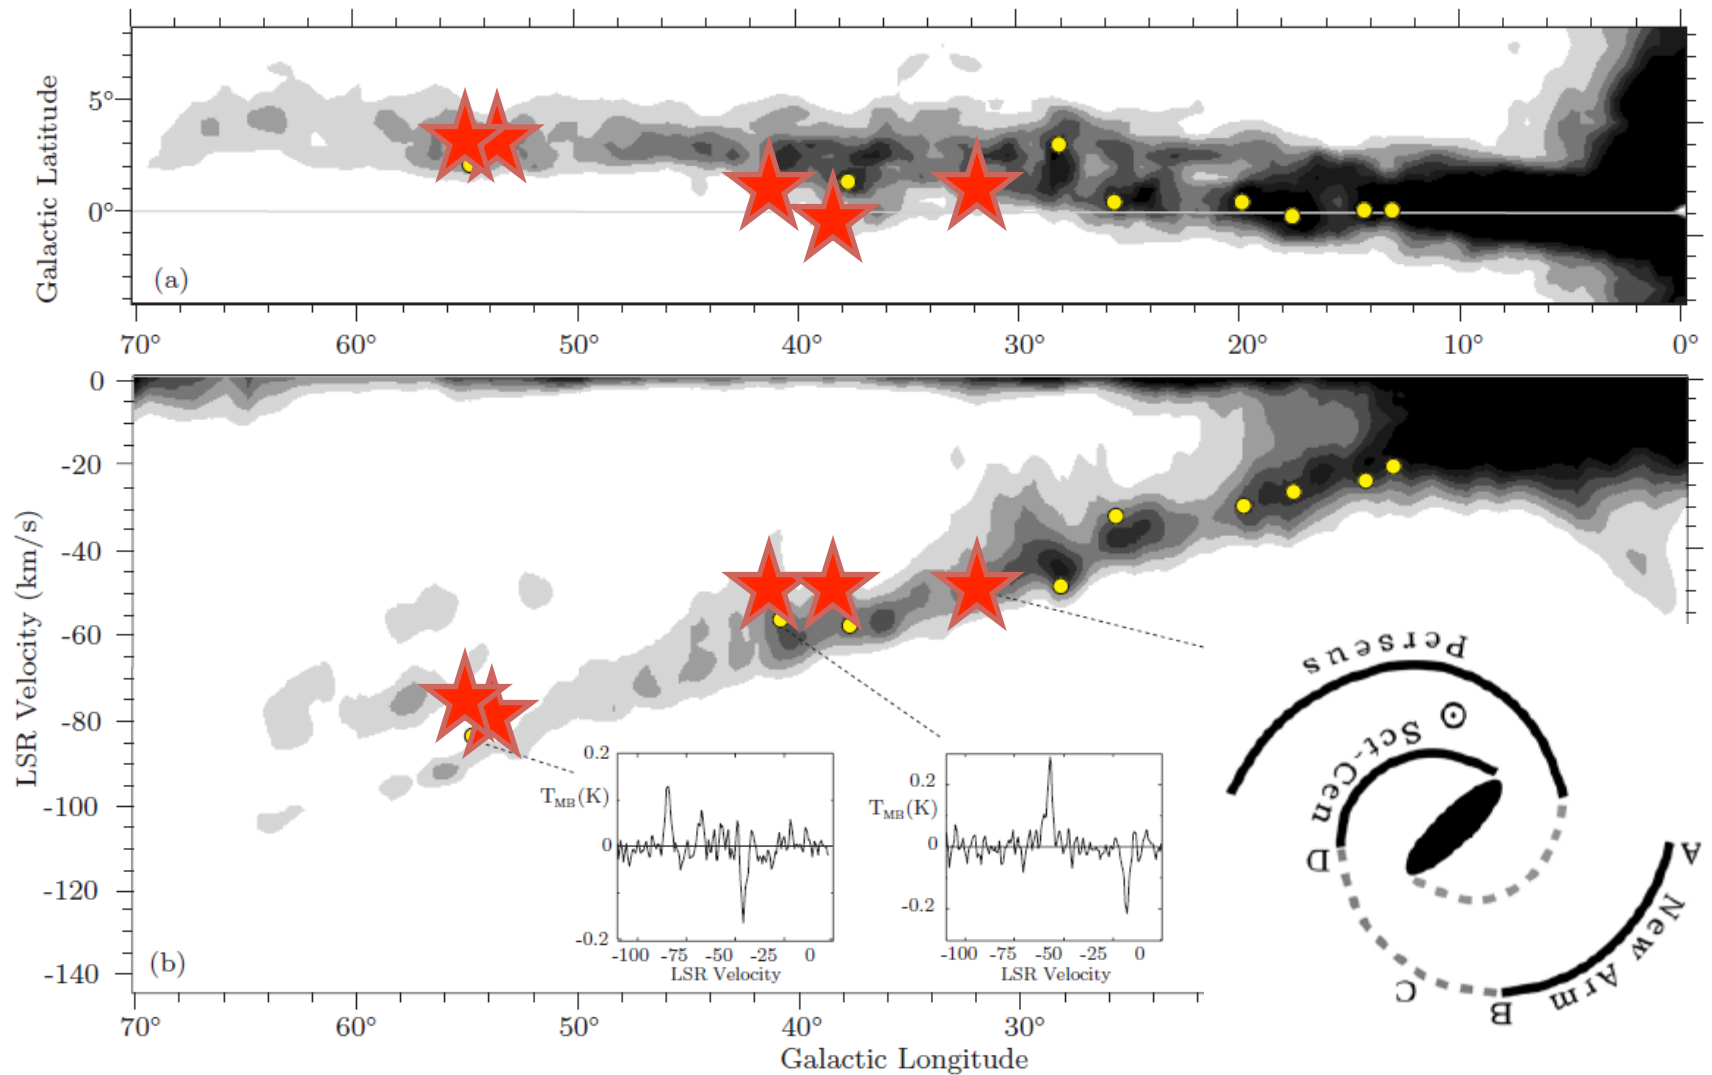 Galactic Latitude
5°
0°
(a)
70° 60° 50° 40° 30° 20° 10° 0°
LSR Velocity (km/s)
0
-20
-40
-60
-80
-100
-120
-140
(b)
0.2
T_MB(K)
0
-0.2
-100 -75 -50 -25 0
LSR Velocity
0.2
T_MB(K)
0
-0.2
-100 -75 -50 -25 0
LSR Velocity
Perseus
Sct-Cen
D
C
B
A
New Arm
70° 60° 50° 40° 30°
Galactic Longitude